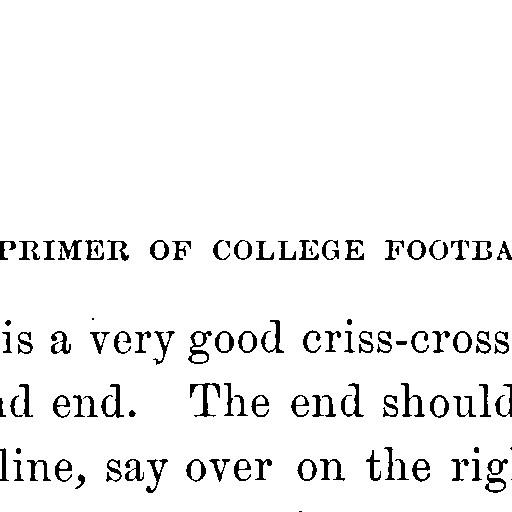 PRIMER OF COLLEGE FOOTBA
is a very good criss-cross
nd end. The end should
line, say over on the rig